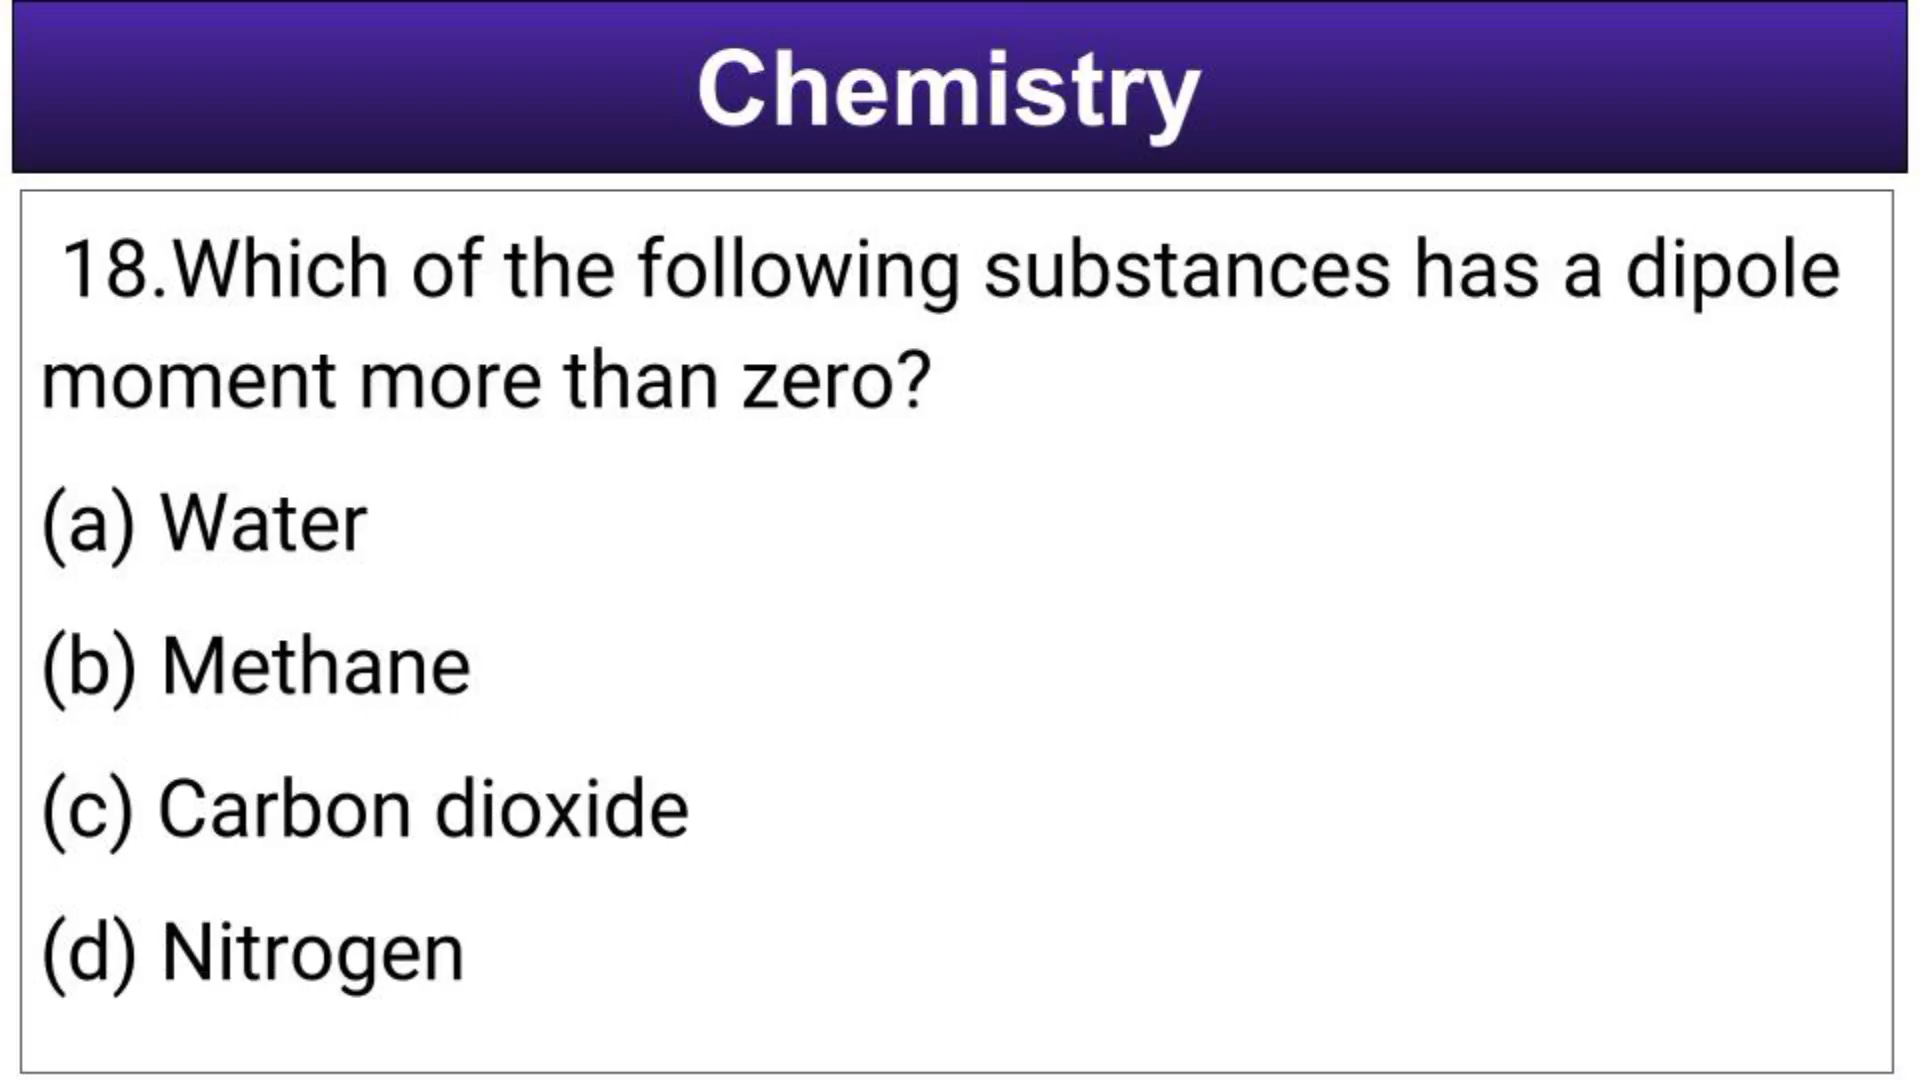 Chemistry
18.Which of the following substances has a dipole
moment more than zero?
(a) Water
(b) Methane
(c) Carbon dioxide
(d) Nitrogen